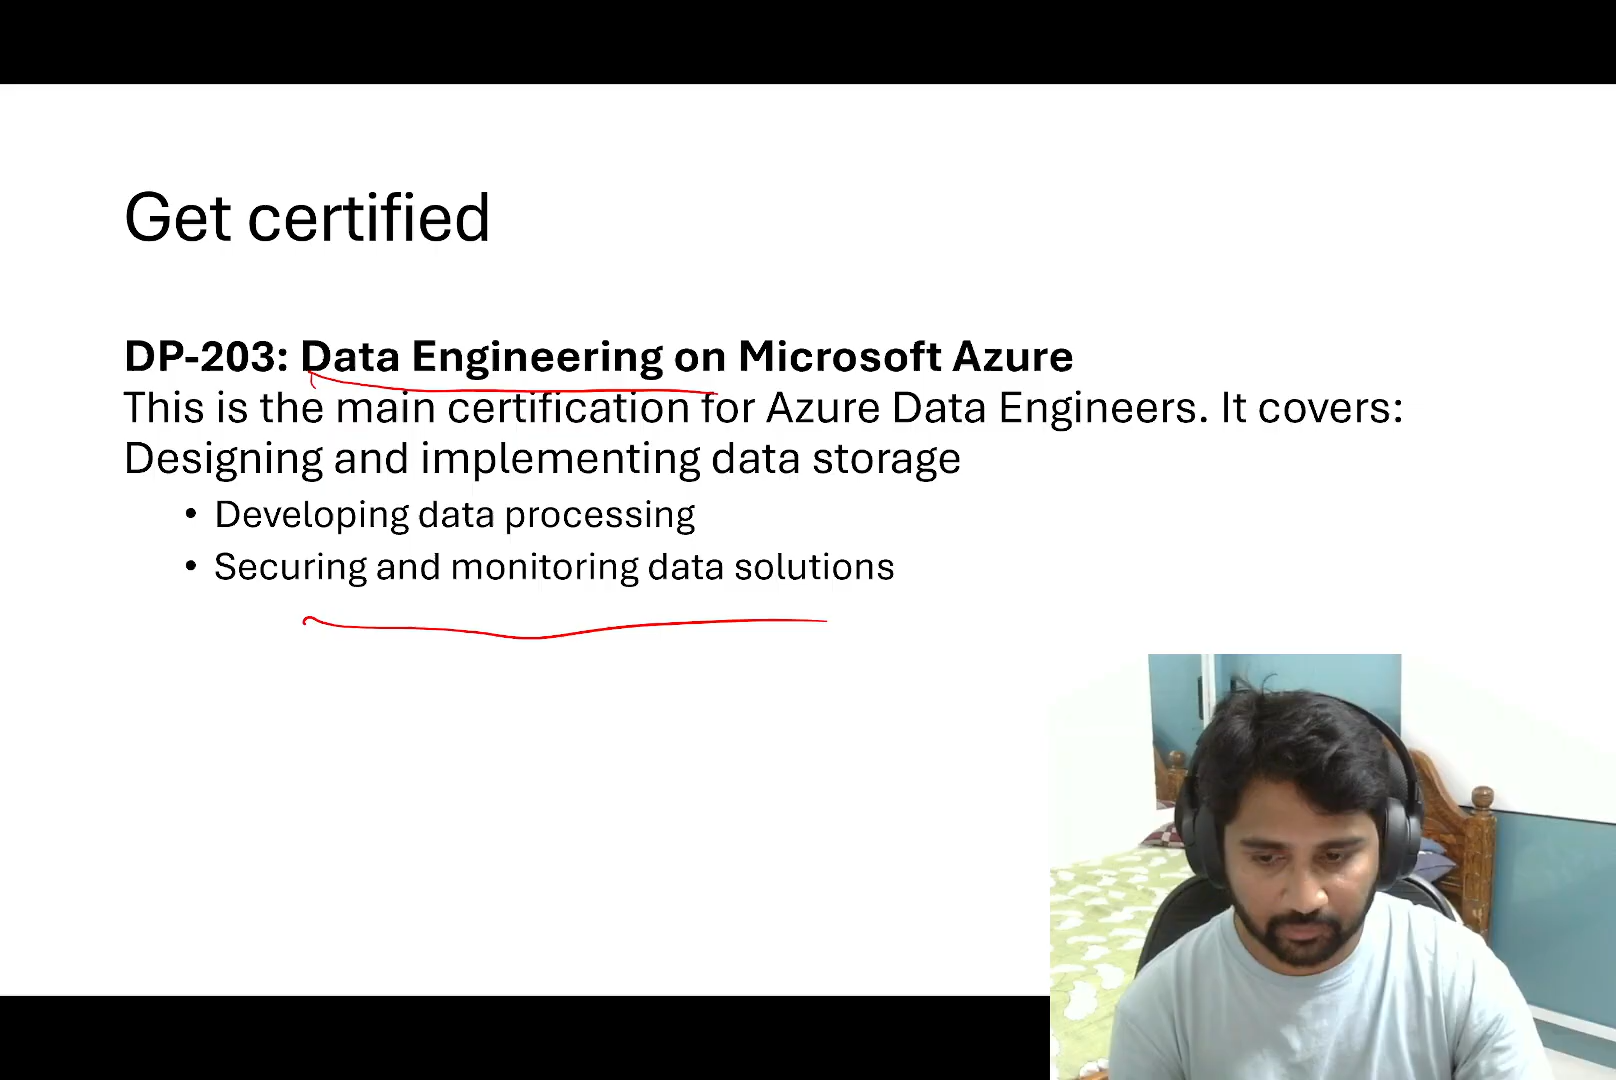 Get certified
DP-203: Data Engineering on Microsoft Azure
This is the main certification for Azure Data Engineers. It covers:
Designing and implementing data storage
• Developing data processing
• Securing and monitoring data solutions